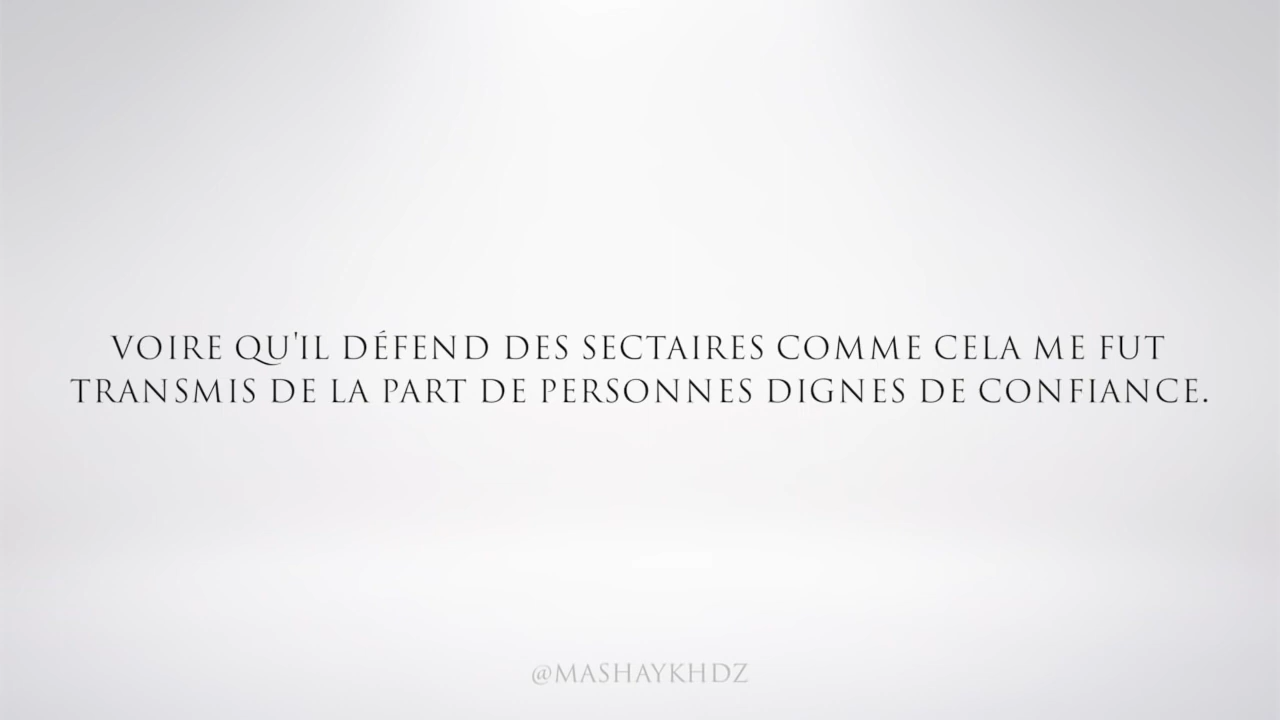 VOIRE QU'IL DÉFEND DES SECTAIRES COMME CELA ME FUT
TRANSMIS DE LA PART DE PERSONNES DIGNES DE CONFIANCE.
@MASHAYKHDZ